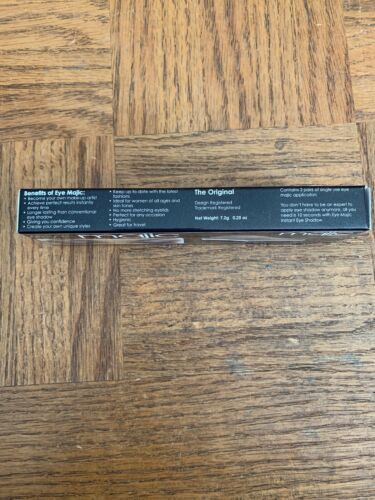 Benefits of Eye Majic:
• Become your own make-up artist
• Achieve perfect results instantly
every time
• Longer lasting than conventional
eye shadow
• Giving you confidence
• Create your own unique styles
• Keep up to date with the latest
fashions
• Ideal for women of all ages and
skin tones
• No more stretching eyelids
• Perfect for any occasion
• Hygienic
• Great for travel
The Original
Design Registered
Trademark Registered
Net Weight: 7.2g 0.25 oz
Contains 2 pairs of single use eye
majic application
You don't have to be an expert to
apply eye shadow anymore, all you
need is 10 seconds with Eye Majic
Instant Eye Shadow.